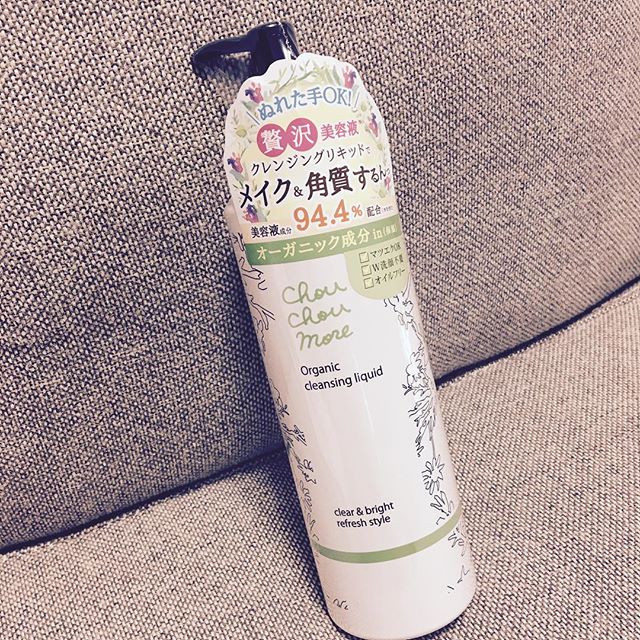 ぬれた手OK!
贅沢 美容液
クレンジングリキッドで
メイク&角質するんっ
美容液成分 94.4% 配合
オーガニック成分in
マツエクOK
W洗顔不要
オイルフリー
chou
chou
more
Organic
cleansing liquid
clear & bright
refresh style